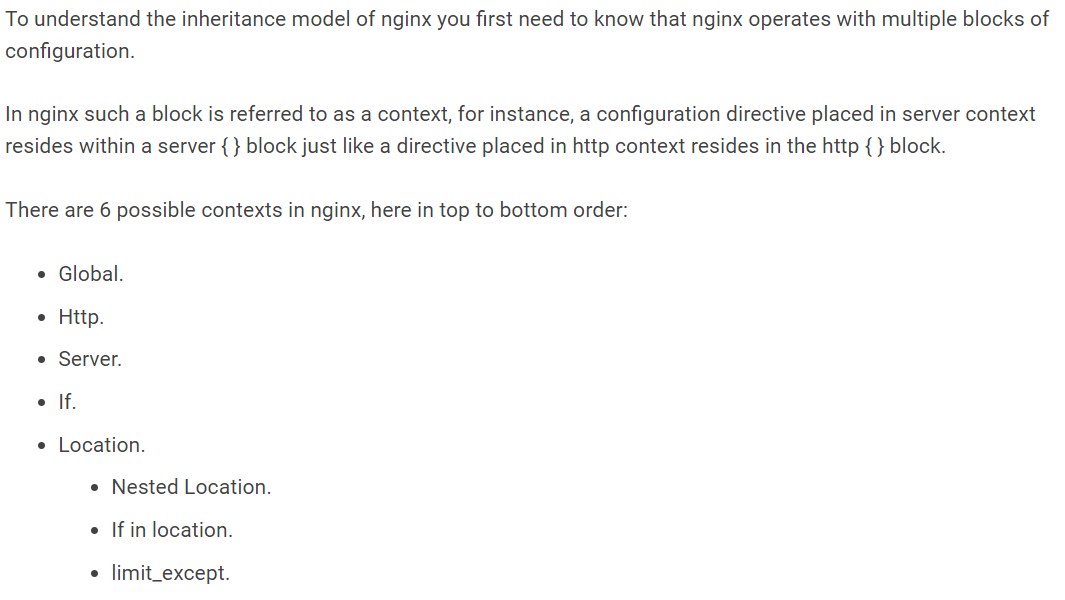 To understand the inheritance model of nginx you first need to know that nginx operates with multiple blocks of
configuration.
In nginx such a block is referred to as a context, for instance, a configuration directive placed in server context
resides within a server { } block just like a directive placed in http context resides in the http { } block.
There are 6 possible contexts in nginx, here in top to bottom order:
• Global.
• Http.
• Server.
• If.
• Location.
• Nested Location.
• If in location.
• limit_except.